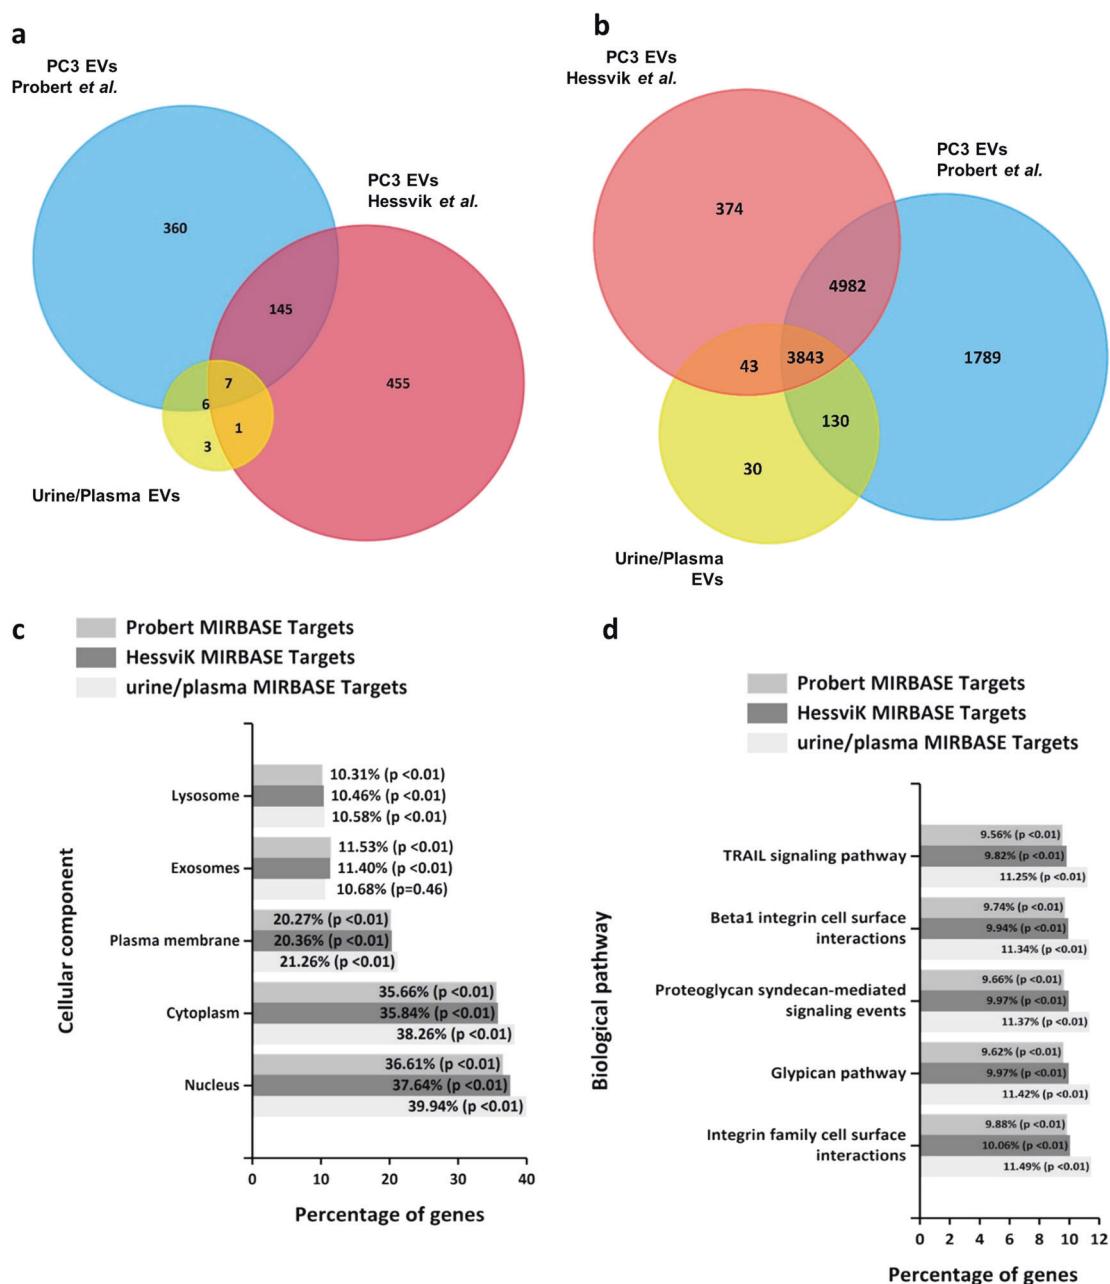 a
PC3 EVs
Probert et al.
PC3 EVs
Hessvik et al.
360
145
455
7
6
1
3
Urine/Plasma EVs
b
PC3 EVs
Hessvik et al.
PC3 EVs
Probert et al.
374
4982
1789
43
3843
130
30
Urine/Plasma
EVs
c
Probert MIRBASE Targets
HessviK MIRBASE Targets
urine/plasma MIRBASE Targets
Cellular component
Lysosome
10.31% (p <0.01)
10.46% (p <0.01)
10.58% (p <0.01)
Exosomes
11.53% (p <0.01)
11.40% (p <0.01)
10.68% (p=0.46)
Plasma membrane
20.27% (p <0.01)
20.36% (p <0.01)
21.26% (p <0.01)
Cytoplasm
35.66% (p <0.01)
35.84% (p <0.01)
38.26% (p <0.01)
Nucleus
36.61% (p <0.01)
37.64% (p <0.01)
39.94% (p <0.01)
0 10 20 30 40
Percentage of genes
d
Probert MIRBASE Targets
HessviK MIRBASE Targets
urine/plasma MIRBASE Targets
Biological pathway
TRAIL signaling pathway
9.56% (p <0.01)
9.82% (p <0.01)
11.25% (p <0.01)
Beta1 integrin cell surface
interactions
9.74% (p <0.01)
9.94% (p <0.01)
11.34% (p <0.01)
Proteoglycan syndecan-mediated
signaling events
9.66% (p <0.01)
9.97% (p <0.01)
11.37% (p <0.01)
Glypican pathway
9.62% (p <0.01)
9.97% (p <0.01)
11.42% (p <0.01)
Integrin family cell surface
interactions
9.88% (p <0.01)
10.06% (p <0.01)
11.49% (p <0.01)
0 2 4 6 8 10 12
Percentage of genes